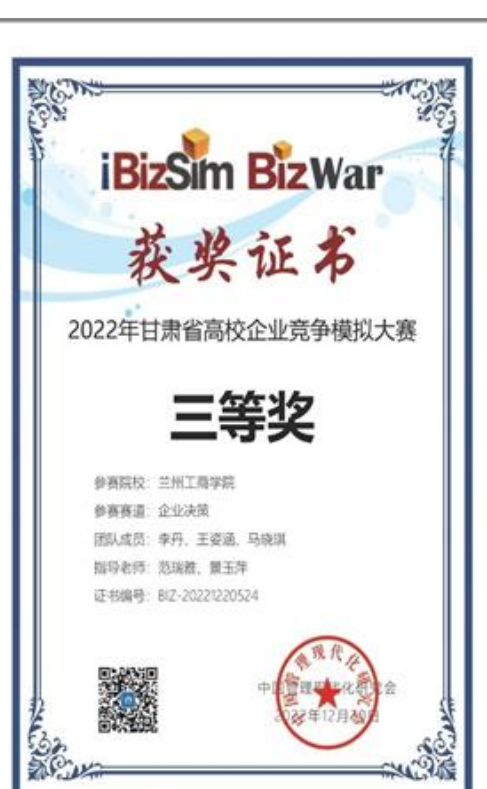 iBizSim BizWar
获奖证书
2022年甘肃省高校企业竞争模拟大赛
三等奖
参赛院校：兰州工商学院
参赛赛道：企业决策
团队成员：李丹、王姿涵、马晓琪
指导老师：范瑞雅、景玉萍
证书编号：BIZ-20221220524
中国管理现代化研究会
2022年12月30日